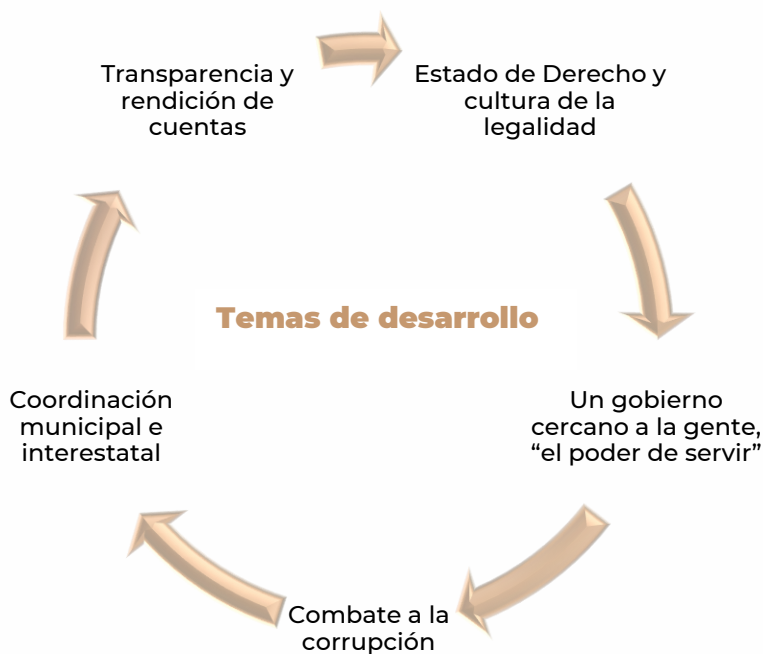 Transparencia y
rendición de
cuentas
Estado de Derecho y
cultura de la
legalidad
Temas de desarrollo
Coordinación
municipal e
interestatal
Un gobierno
cercano a la gente,
“el poder de servir”
Combate a la
corrupción